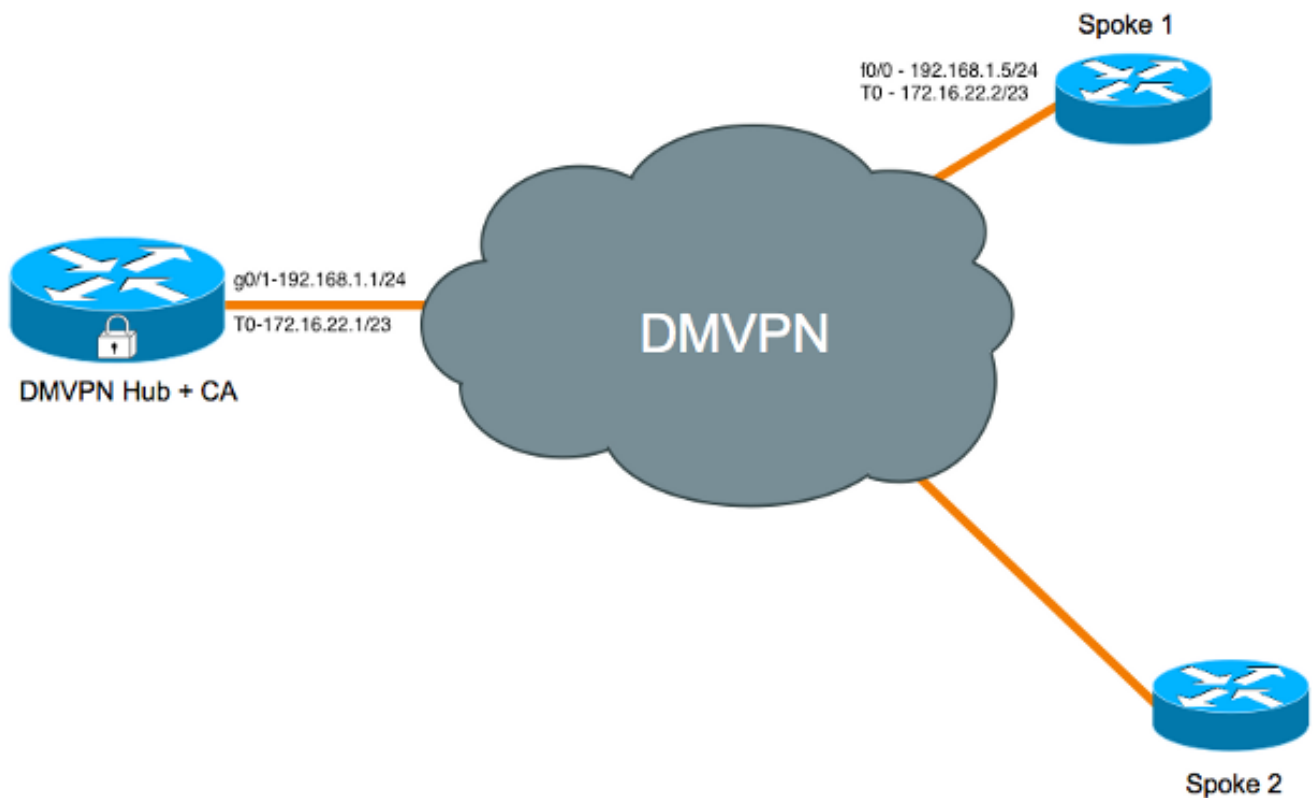 Spoke 1
f0/0 - 192.168.1.5/24
T0 - 172.16.22.2/23
g0/1-192.168.1.1/24
T0-172.16.22.1/23
DMVPN
DMVPN Hub + CA
Spoke 2